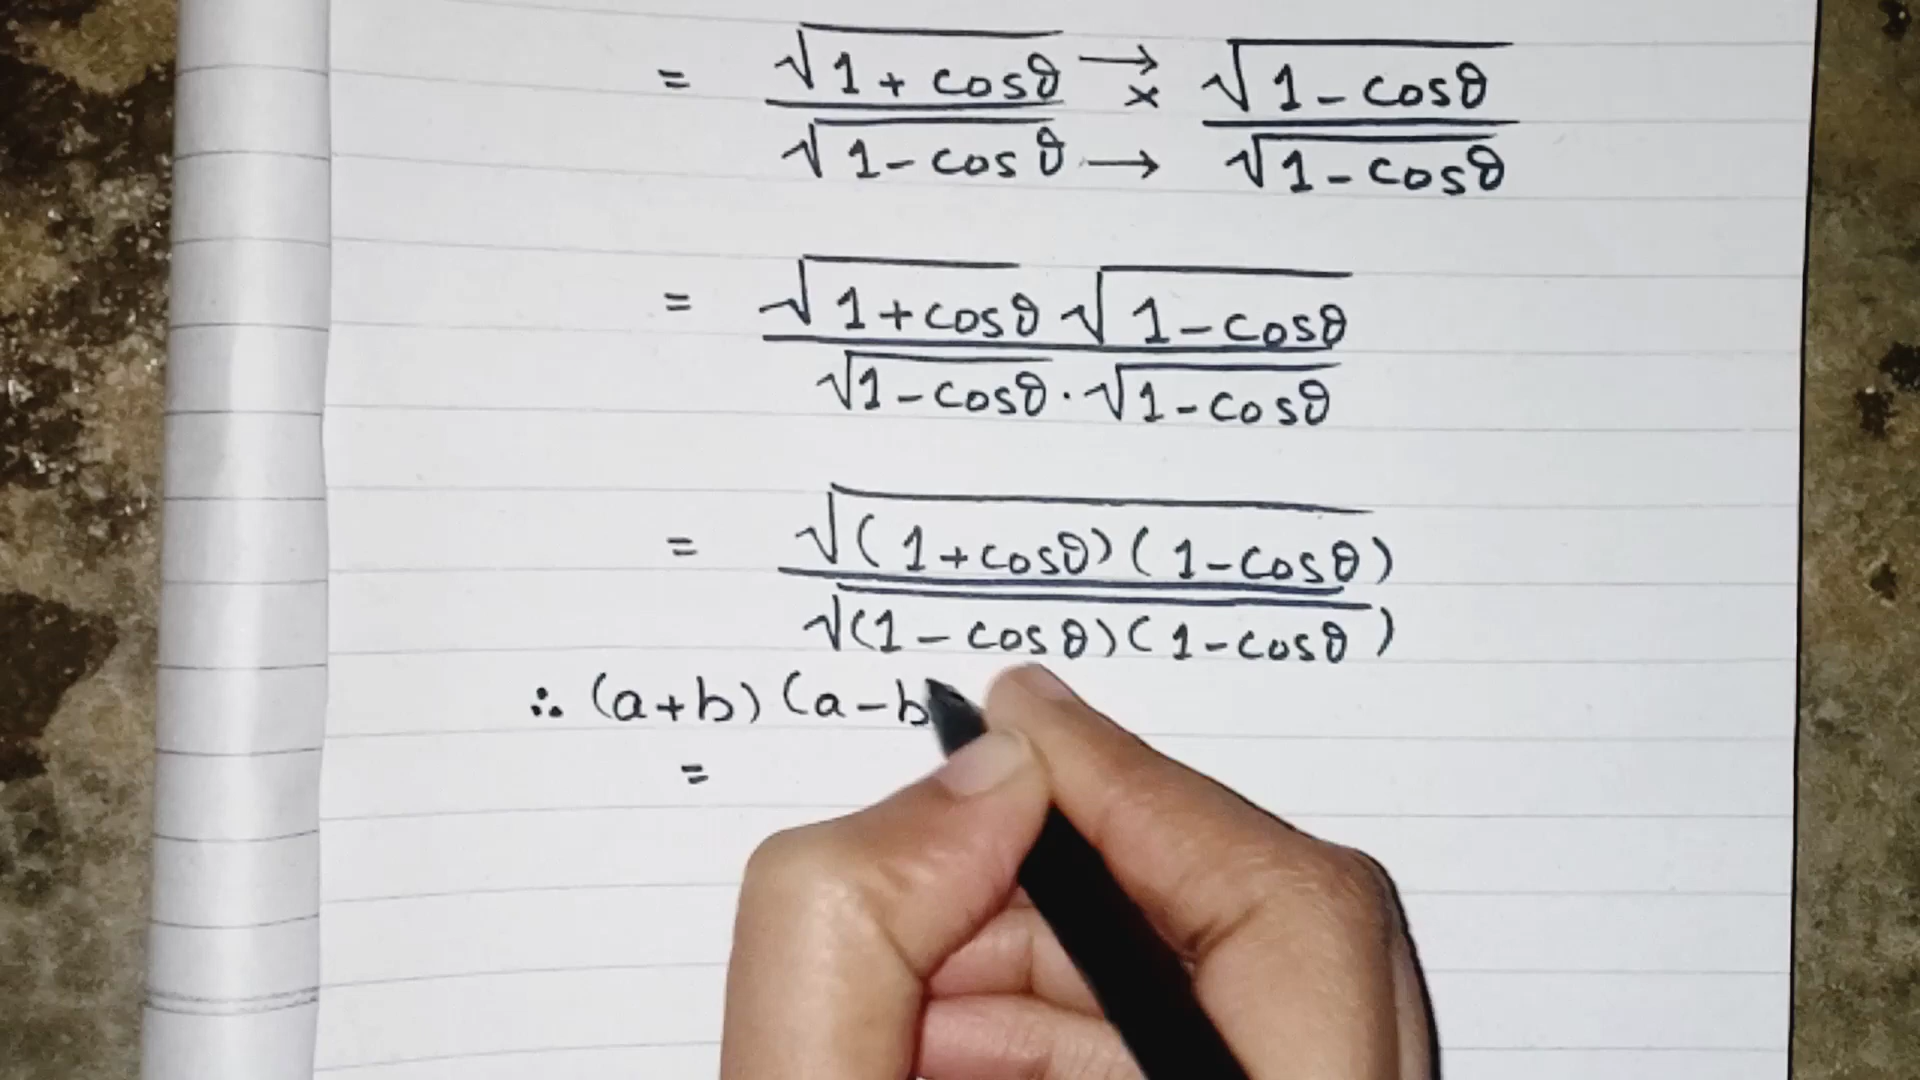 = √1+cosθ → × √1-cosθ
√1-cosθ → √1-cosθ
= √1+cosθ √1-cosθ
√1-cosθ . √1-cosθ
= √(1+cosθ)(1-cosθ)
√(1-cosθ)(1-cosθ)
∴ (a+b)(a-b
=